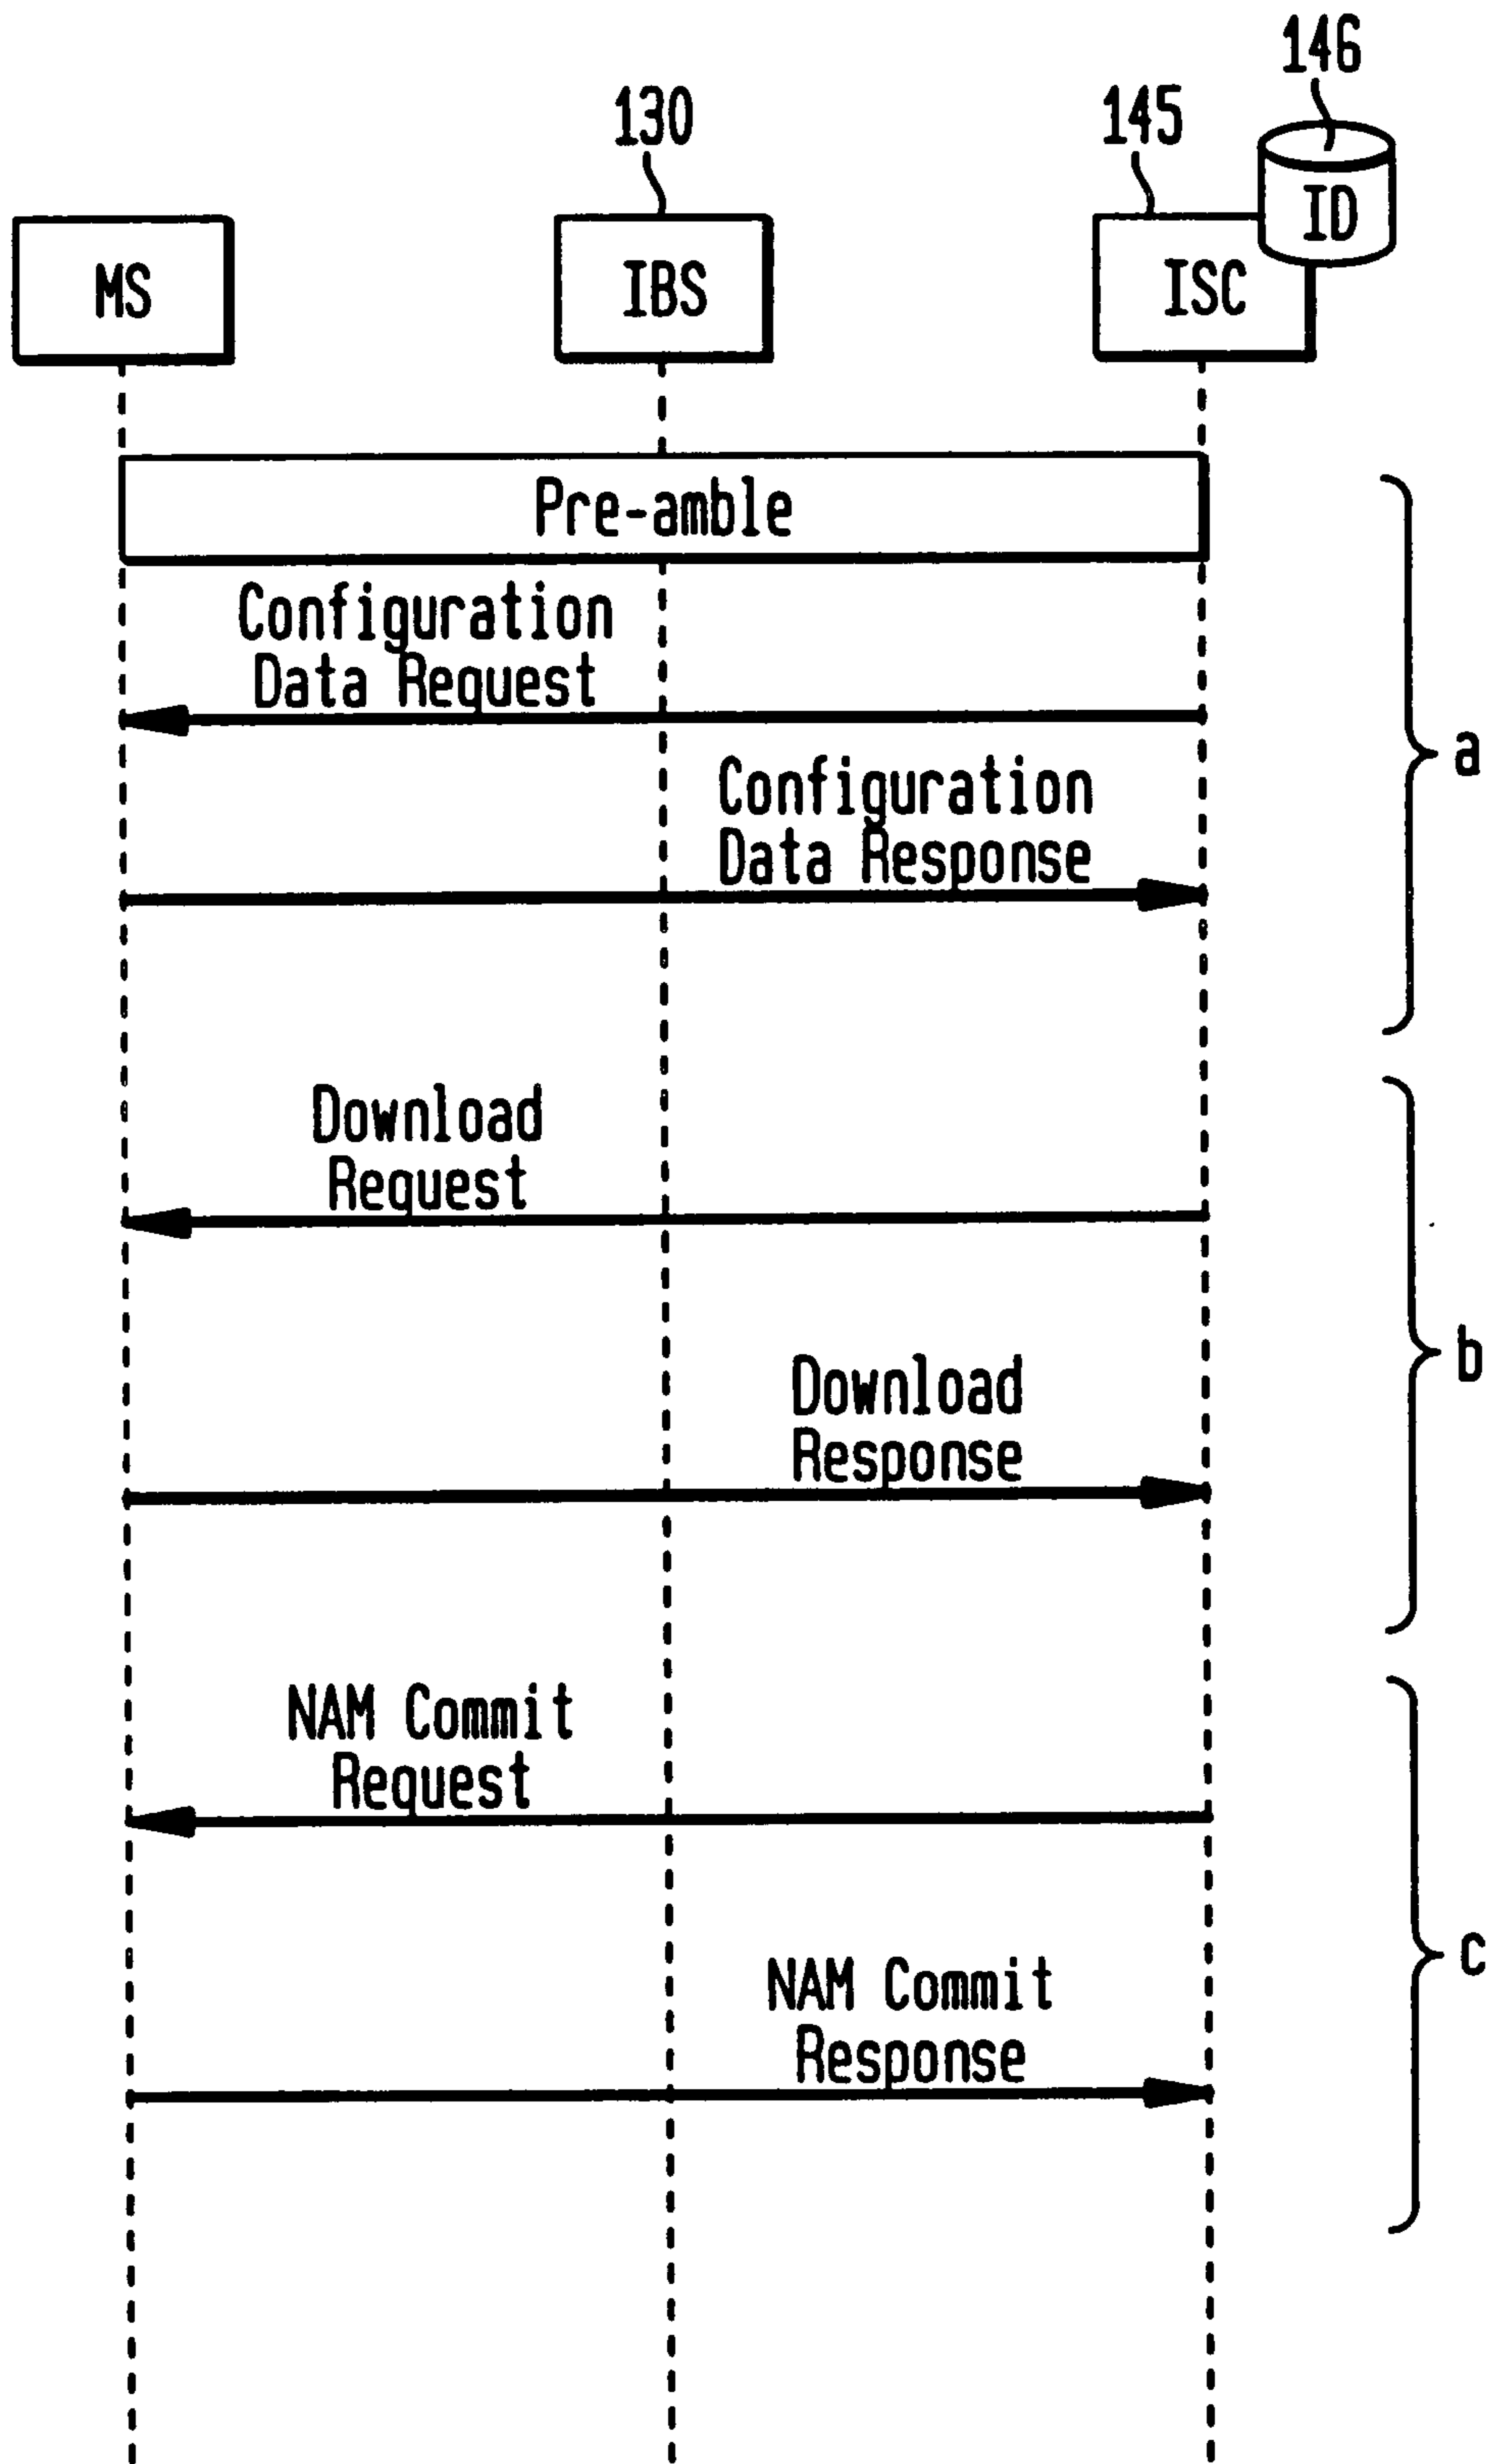 146
130
145
ID
MS
IBS
ISC
Pre-amble
Configuration
Data Request
a
Configuration
Data Response
Download
Request
b
Download
Response
NAM Commit
Request
c
NAM Commit
Response